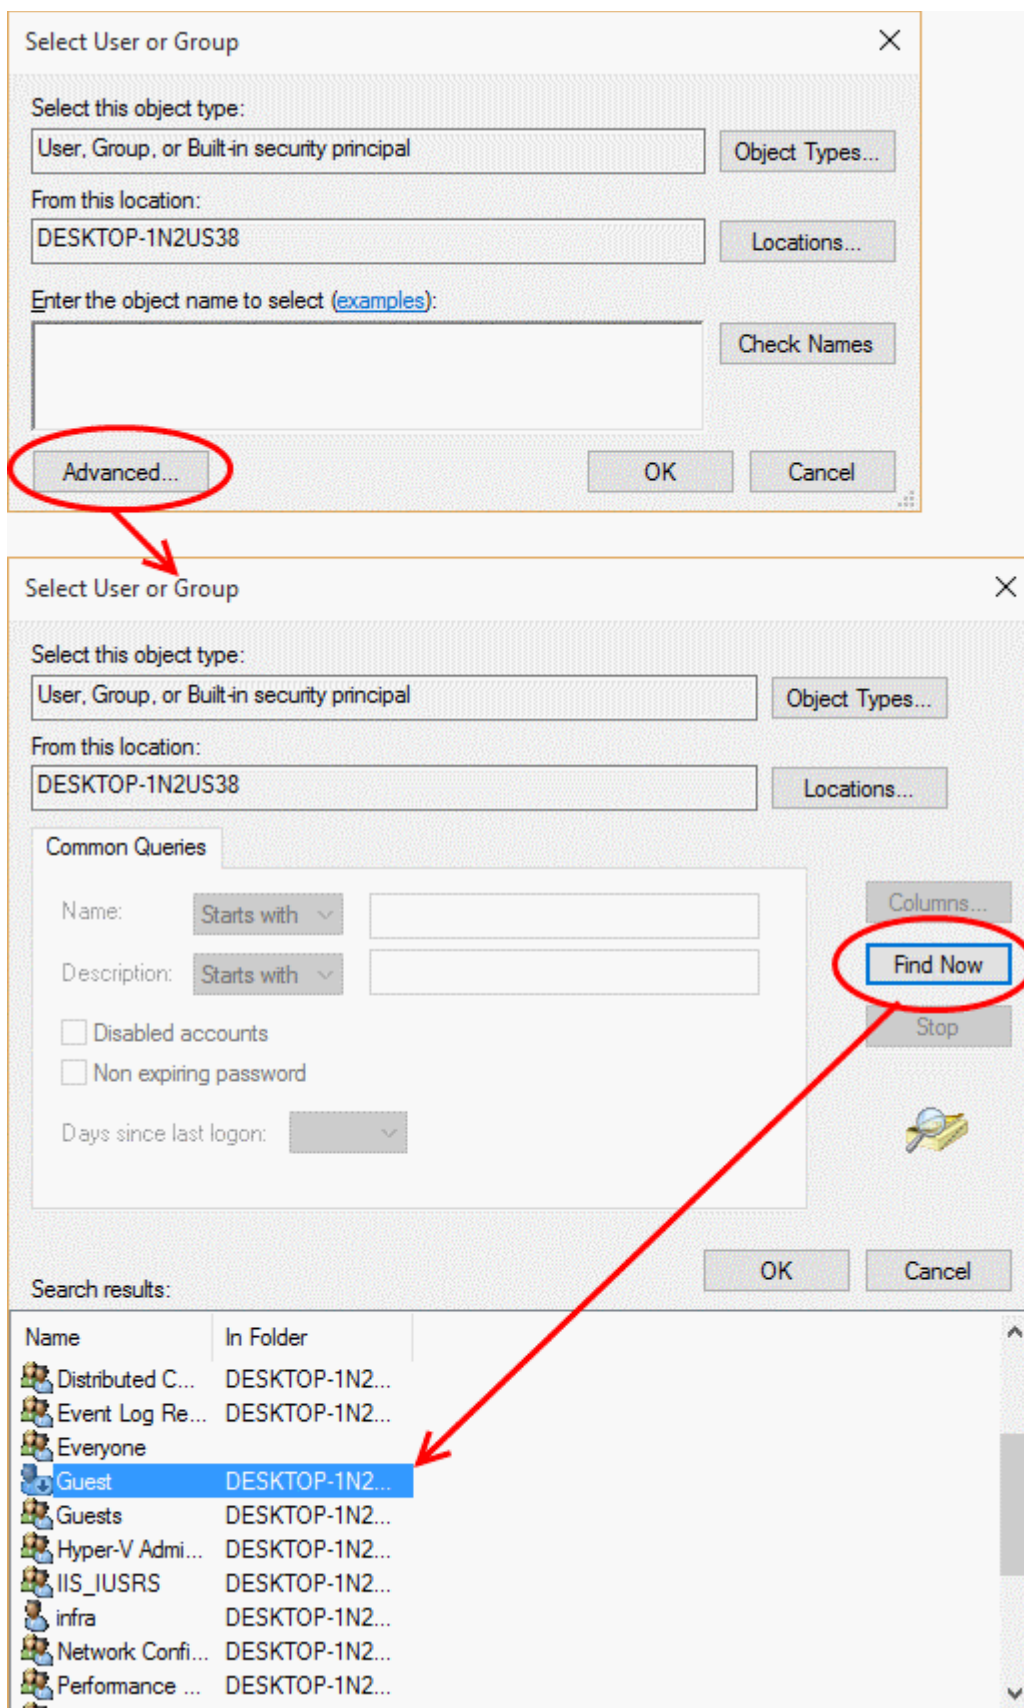 Select User or Group
Select this object type:
User, Group, or Built-in security principal
Object Types...
From this location:
DESKTOP-1N2US38
Locations...
Enter the object name to select (examples):
Check Names
Advanced...
OK
Cancel
Select User or Group
Select this object type:
User, Group, or Built-in security principal
Object Types...
From this location:
DESKTOP-1N2US38
Locations...
Common Queries
Name:
Starts with
Columns...
Description:
Starts with
Find Now
Disabled accounts
Stop
Non expiring password
Days since last logon:
OK
Cancel
Search results:
Name In Folder
Distributed C... DESKTOP-1N2...
Event Log Re... DESKTOP-1N2...
Everyone
Guest DESKTOP-1N2...
Guests DESKTOP-1N2...
Hyper-V Admi... DESKTOP-1N2...
IIS_IUSRS DESKTOP-1N2...
infra DESKTOP-1N2...
Network Confi... DESKTOP-1N2...
Performance ... DESKTOP-1N2...